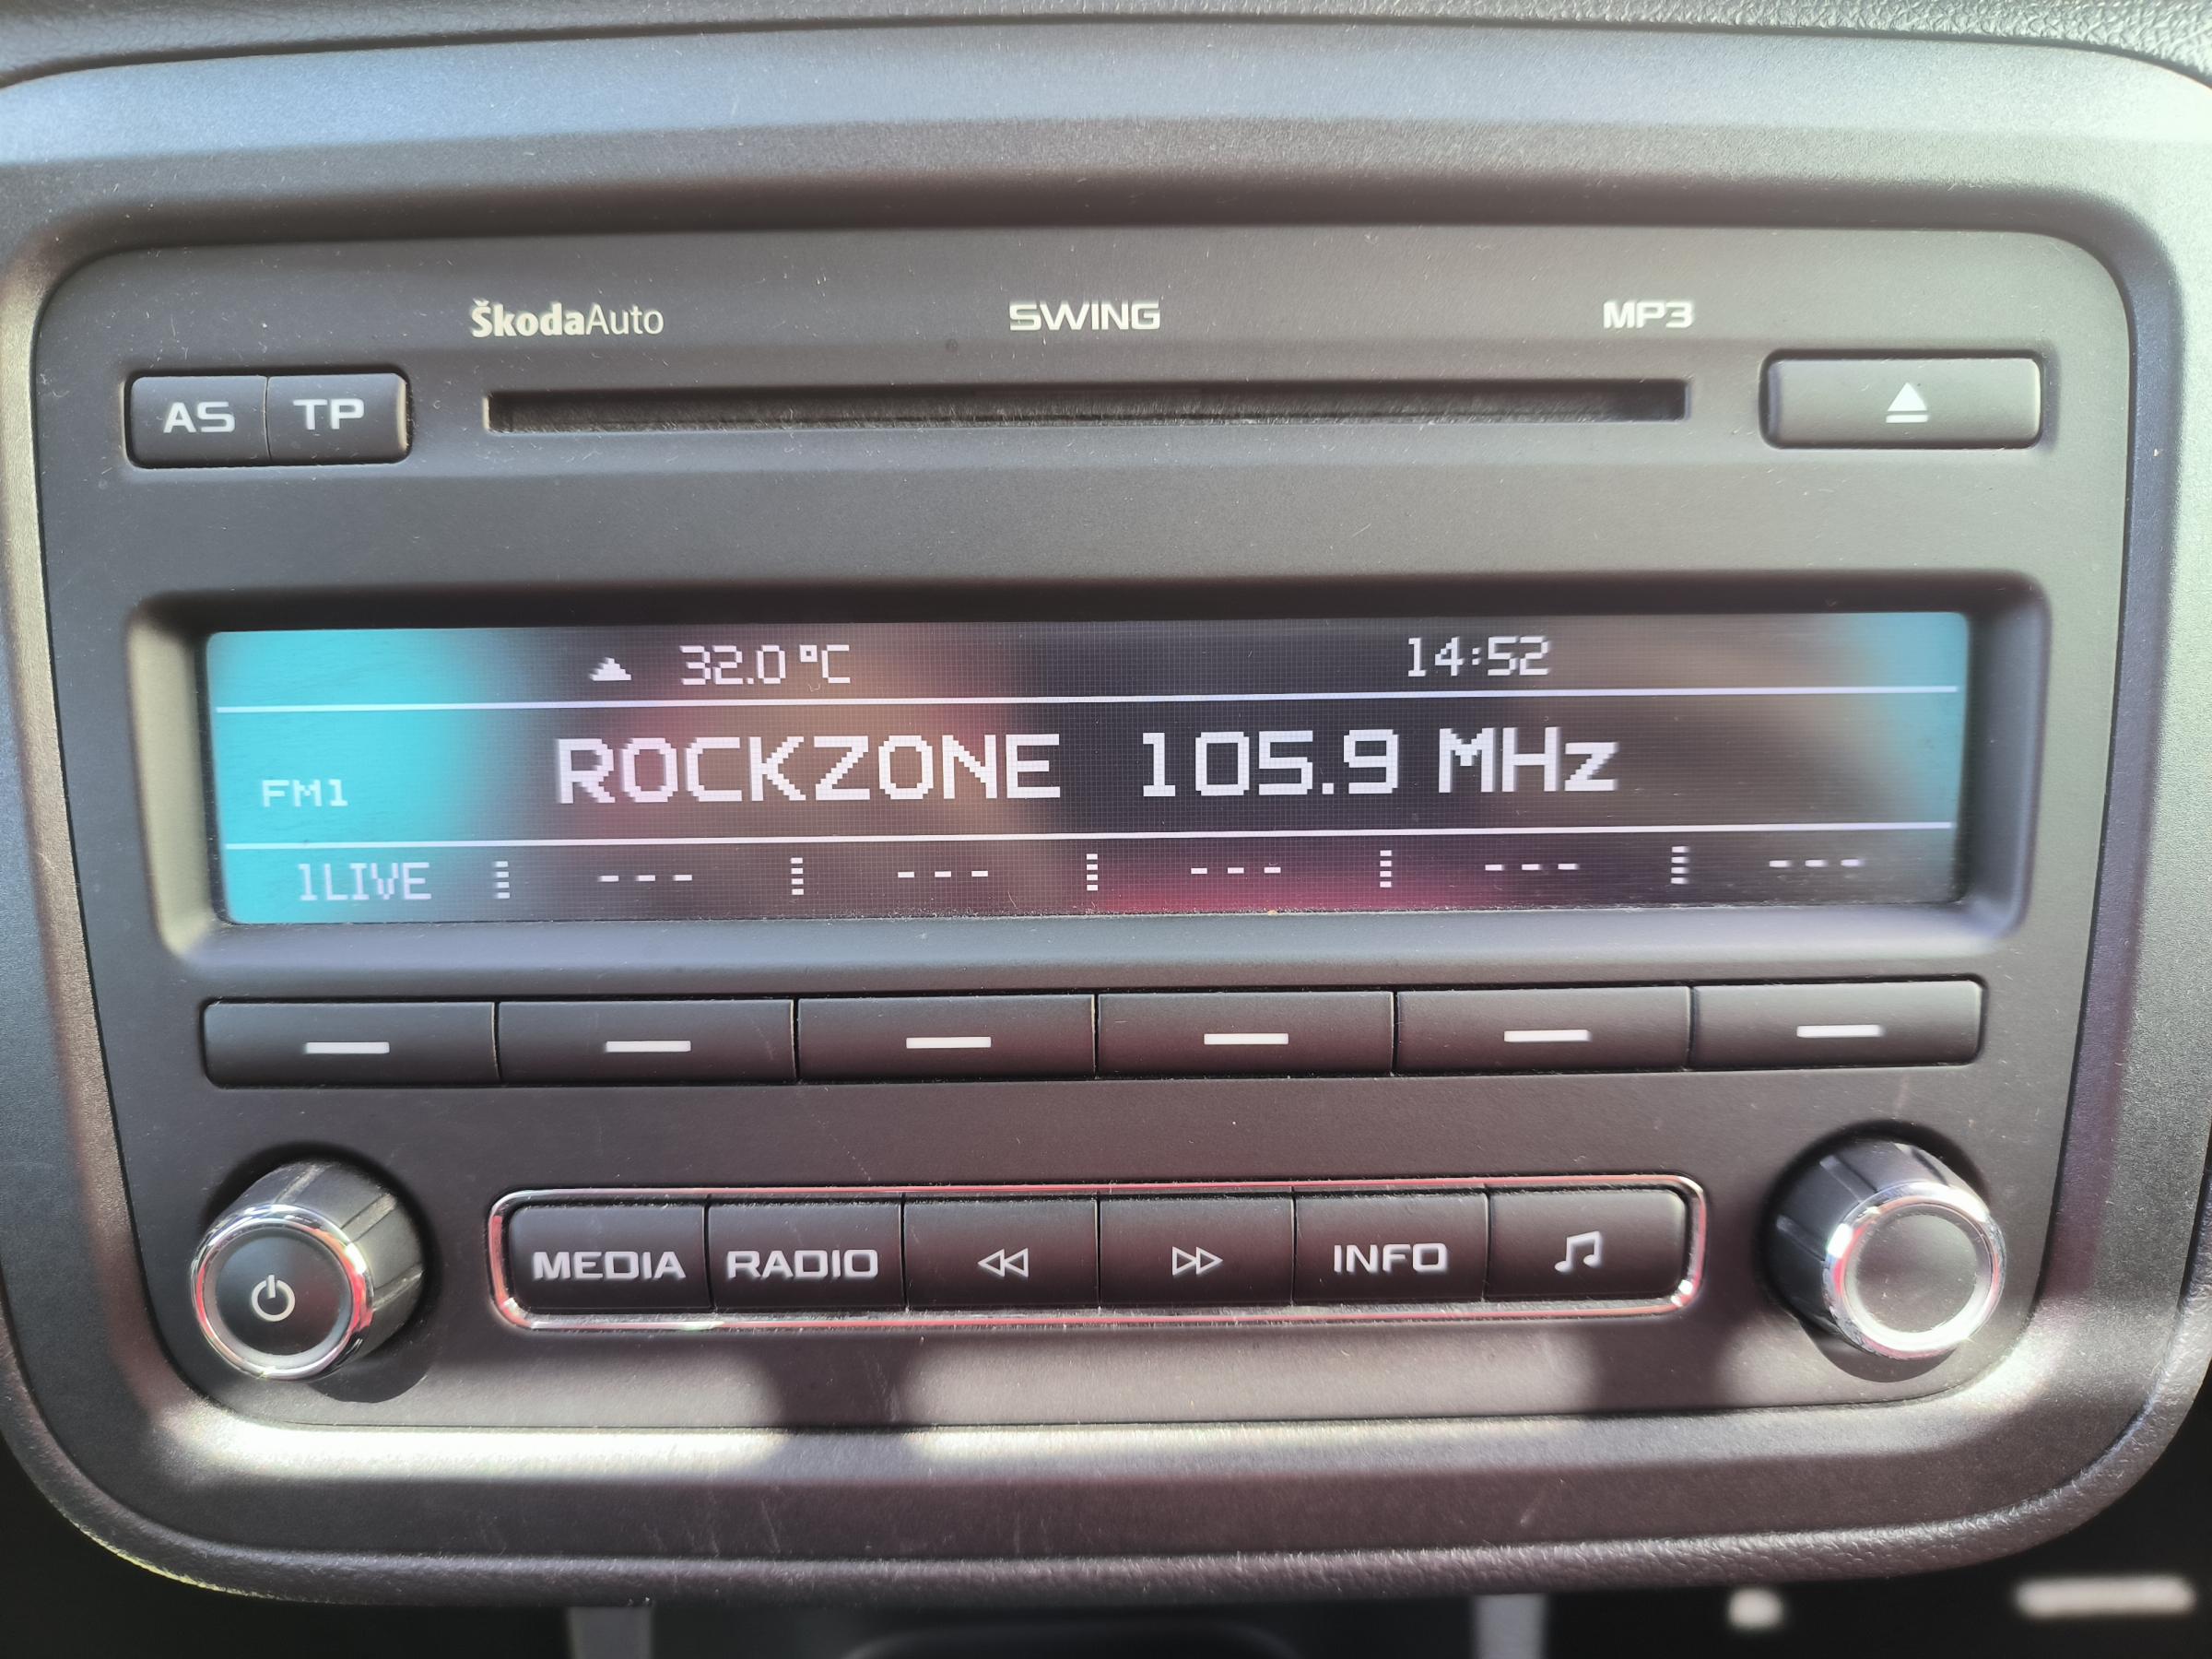 ŠkodaAuto SWING MP3
AS TP
32.0°C 14:52
FM1 ROCKZONE 105.9 MHz
1LIVE --- --- --- --- ---
MEDIA RADIO INFO